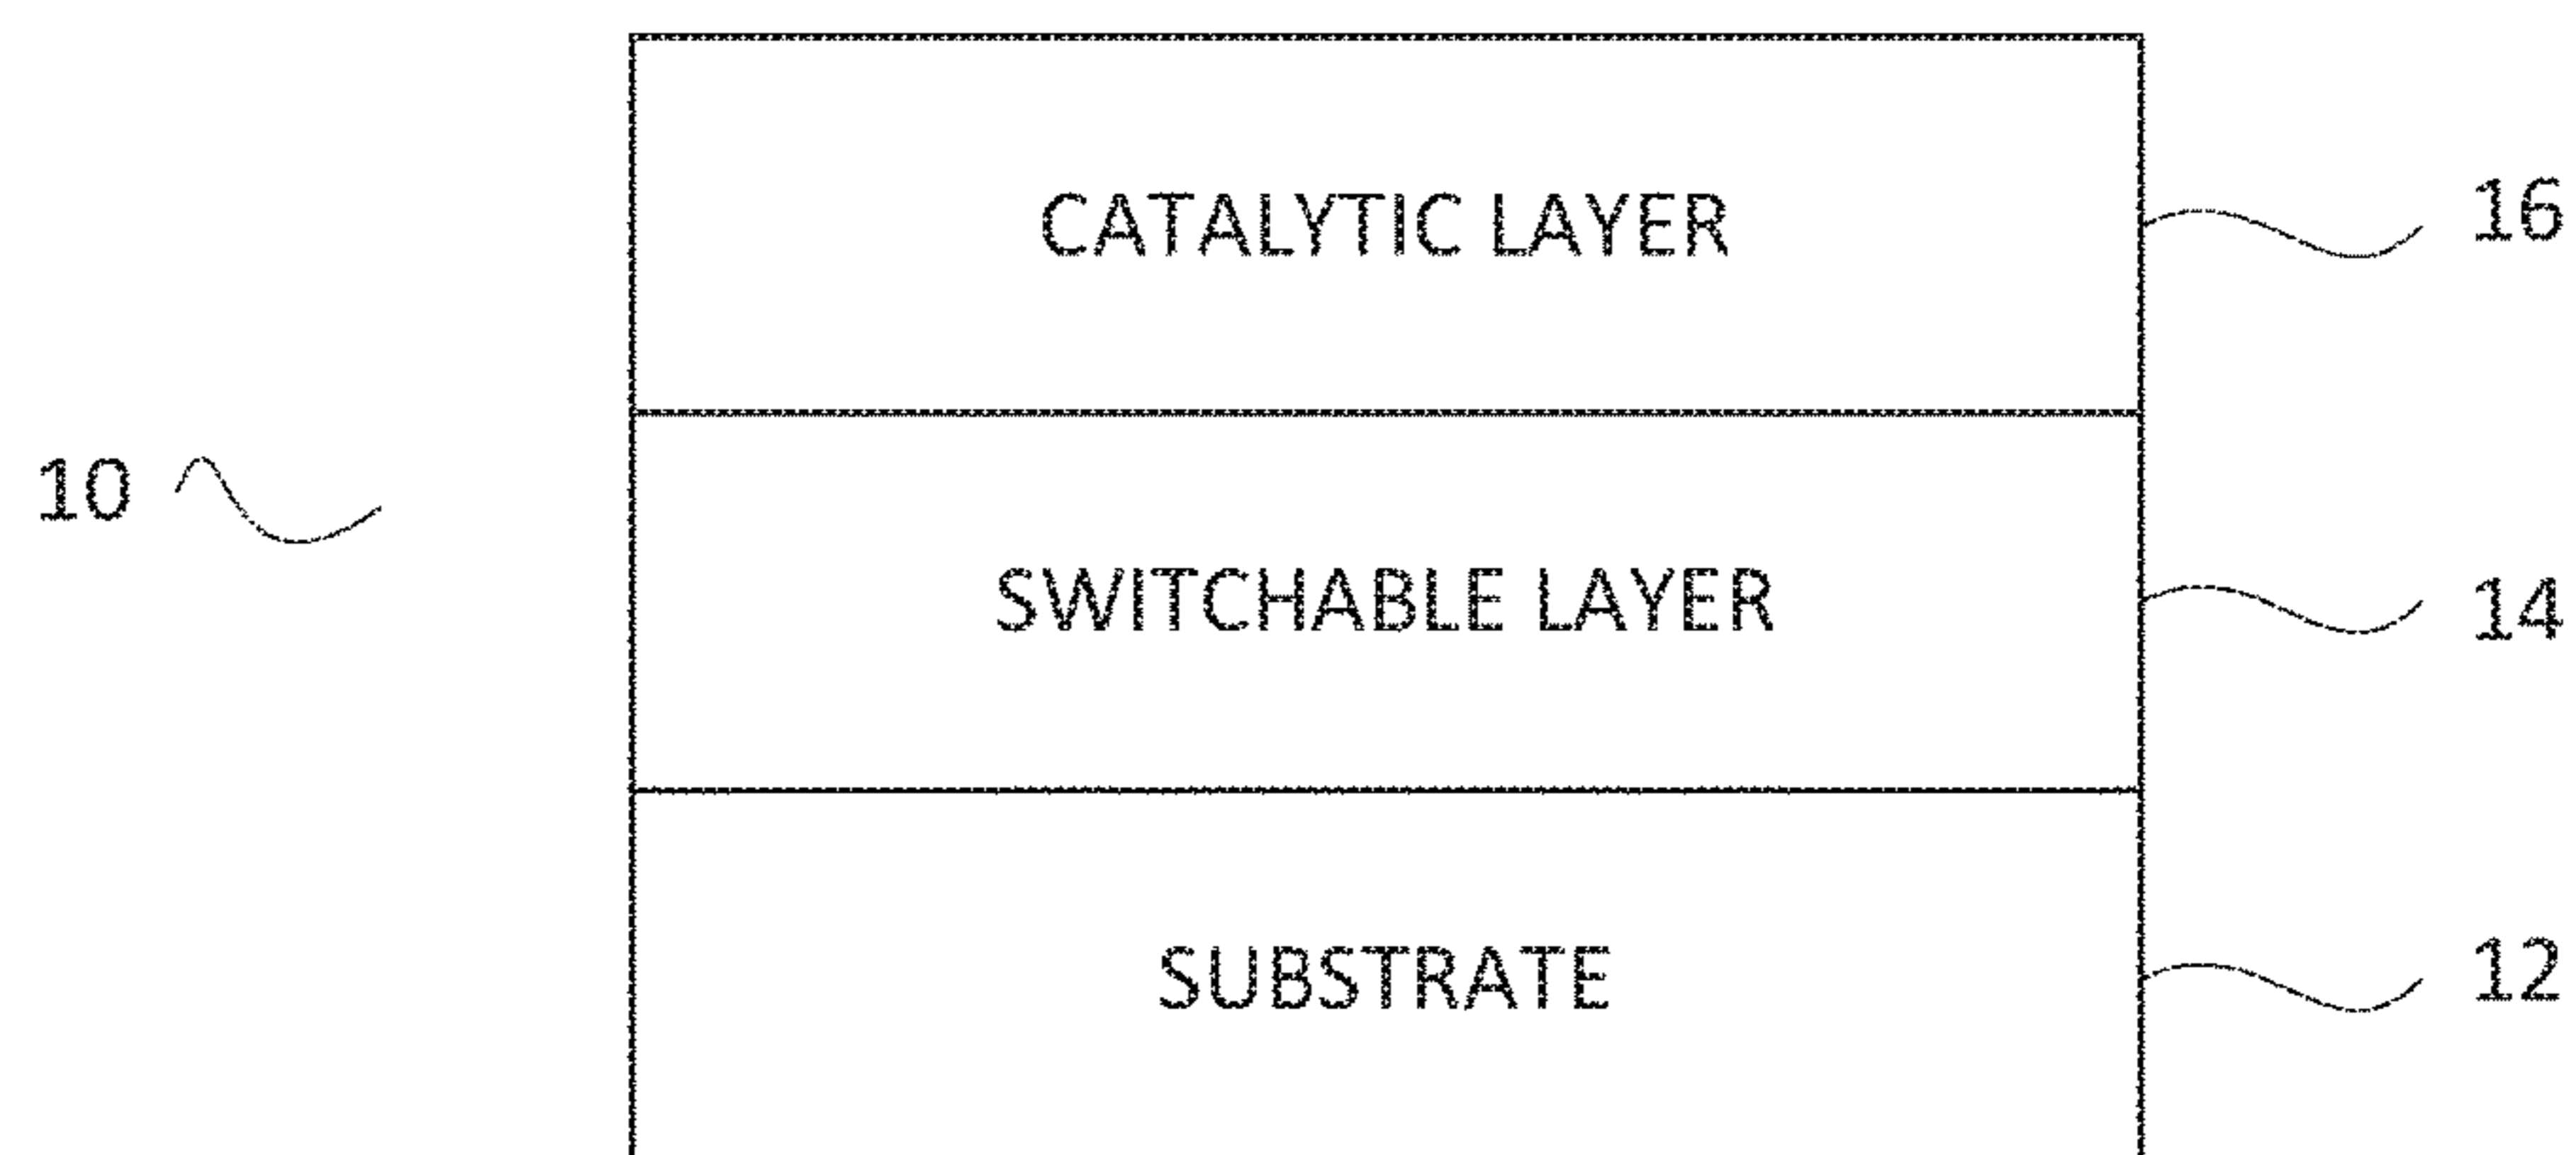 CATALYTIC LAYER
16
10
SWITCHABLE LAYER
14
SUBSTRATE
12